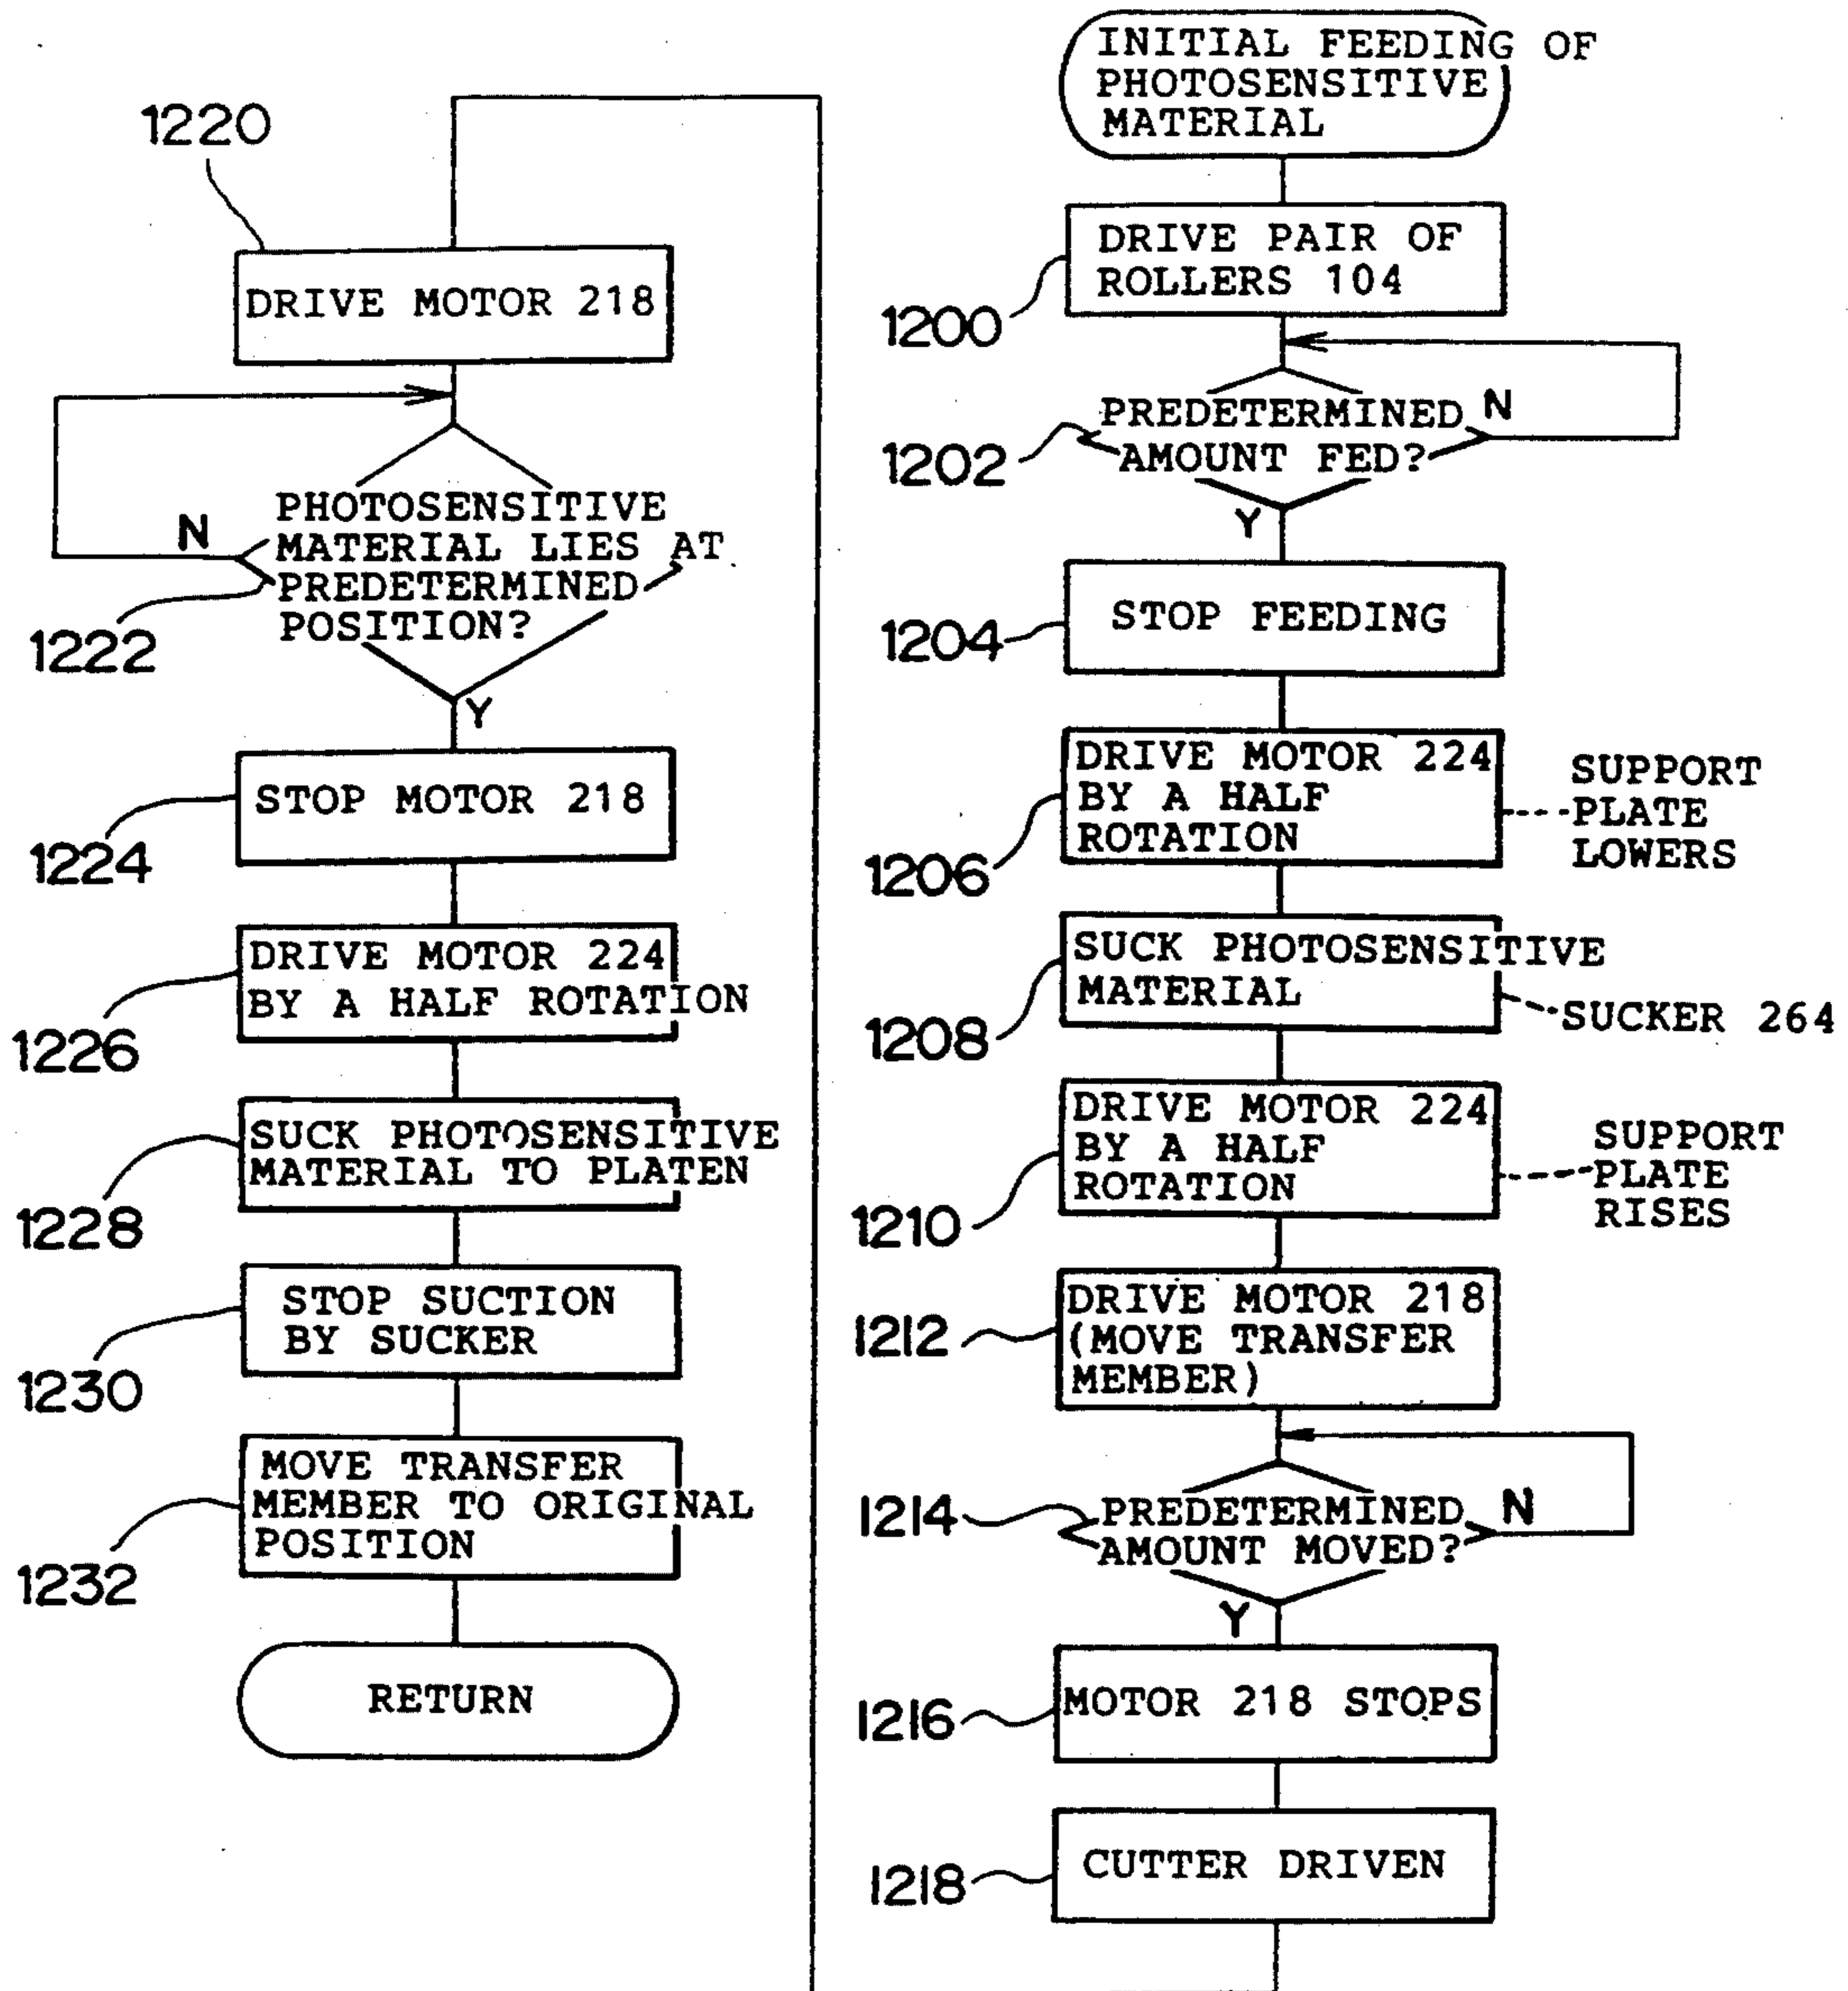 INITIAL FEEDING OF
PHOTOSENSITIVE
MATERIAL
DRIVE PAIR OF
ROLLERS 104
1200
PREDETERMINED
AMOUNT FED?
N
1202
Y
STOP FEEDING
1204
DRIVE MOTOR 224
BY A HALF
ROTATION
SUPPORT
PLATE
LOWERS
1206
SUCK PHOTOSENSITIVE
MATERIAL
SUCKER 264
1208
DRIVE MOTOR 224
BY A HALF
ROTATION
SUPPORT
PLATE
RISES
1210
DRIVE MOTOR 218
(MOVE TRANSFER
MEMBER)
1212
PREDETERMINED
AMOUNT MOVED?
N
1214
Y
MOTOR 218 STOPS
1216
CUTTER DRIVEN
1218
1220
DRIVE MOTOR 218
PHOTOSENSITIVE
MATERIAL LIES AT
PREDETERMINED
POSITION?
N
1222
Y
STOP MOTOR 218
1224
DRIVE MOTOR 224
BY A HALF ROTATION
1226
SUCK PHOTOSENSITIVE
MATERIAL TO PLATEN
1228
STOP SUCTION
BY SUCKER
1230
MOVE TRANSFER
MEMBER TO ORIGINAL
POSITION
1232
RETURN